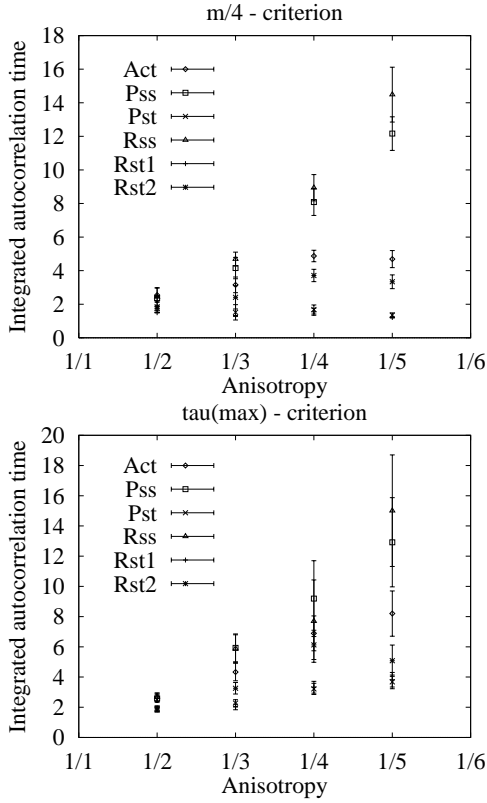 m/4 - criterion
Integrated autocorrelation time
18
16
14
12
10
8
6
4
2
0
Act
Pss
Pst
Rss
Rst1
Rst2
1/1 1/2 1/3 1/4 1/5 1/6
Anisotropy
tau(max) - criterion
Integrated autocorrelation time
20
18
16
14
12
10
8
6
4
2
0
Act
Pss
Pst
Rss
Rst1
Rst2
1/1 1/2 1/3 1/4 1/5 1/6
Anisotropy